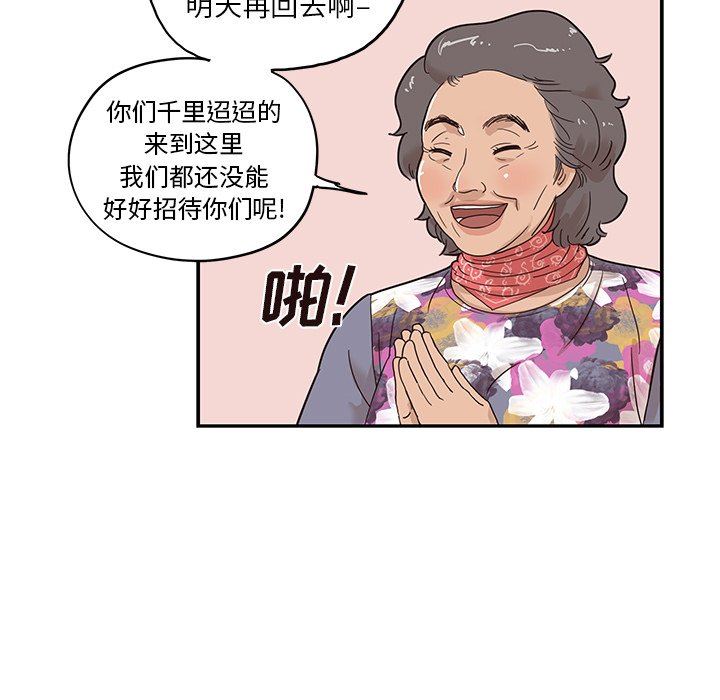 明天再回去啊-
你们千里迢迢的
来到这里
我们都还没能
好好招待你们呢!
啪!